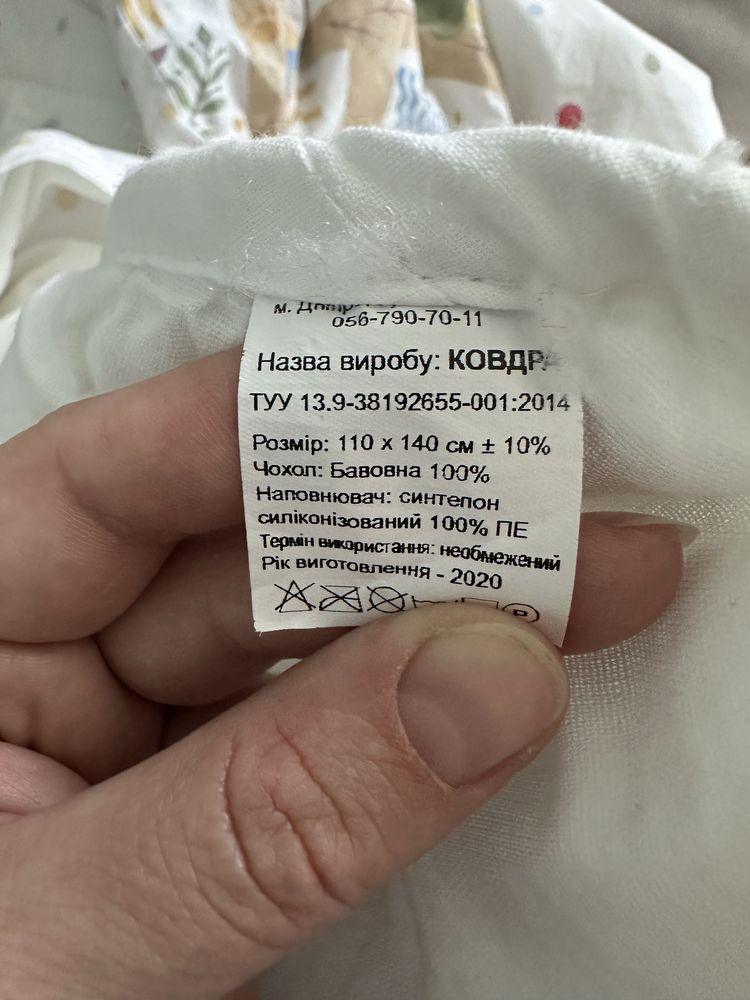 м.
056-790-70-11
Назва виробу: КОВДРА
ТУУ 13.9-38192655-001:2014
Розмір: 110 х 140 см ± 10%
Чохол: Бавовна 100%
Наповнювач: синтепон
силіконізований 100% ПЕ
Термін використання: необмежений
Рік виготовлення - 2020